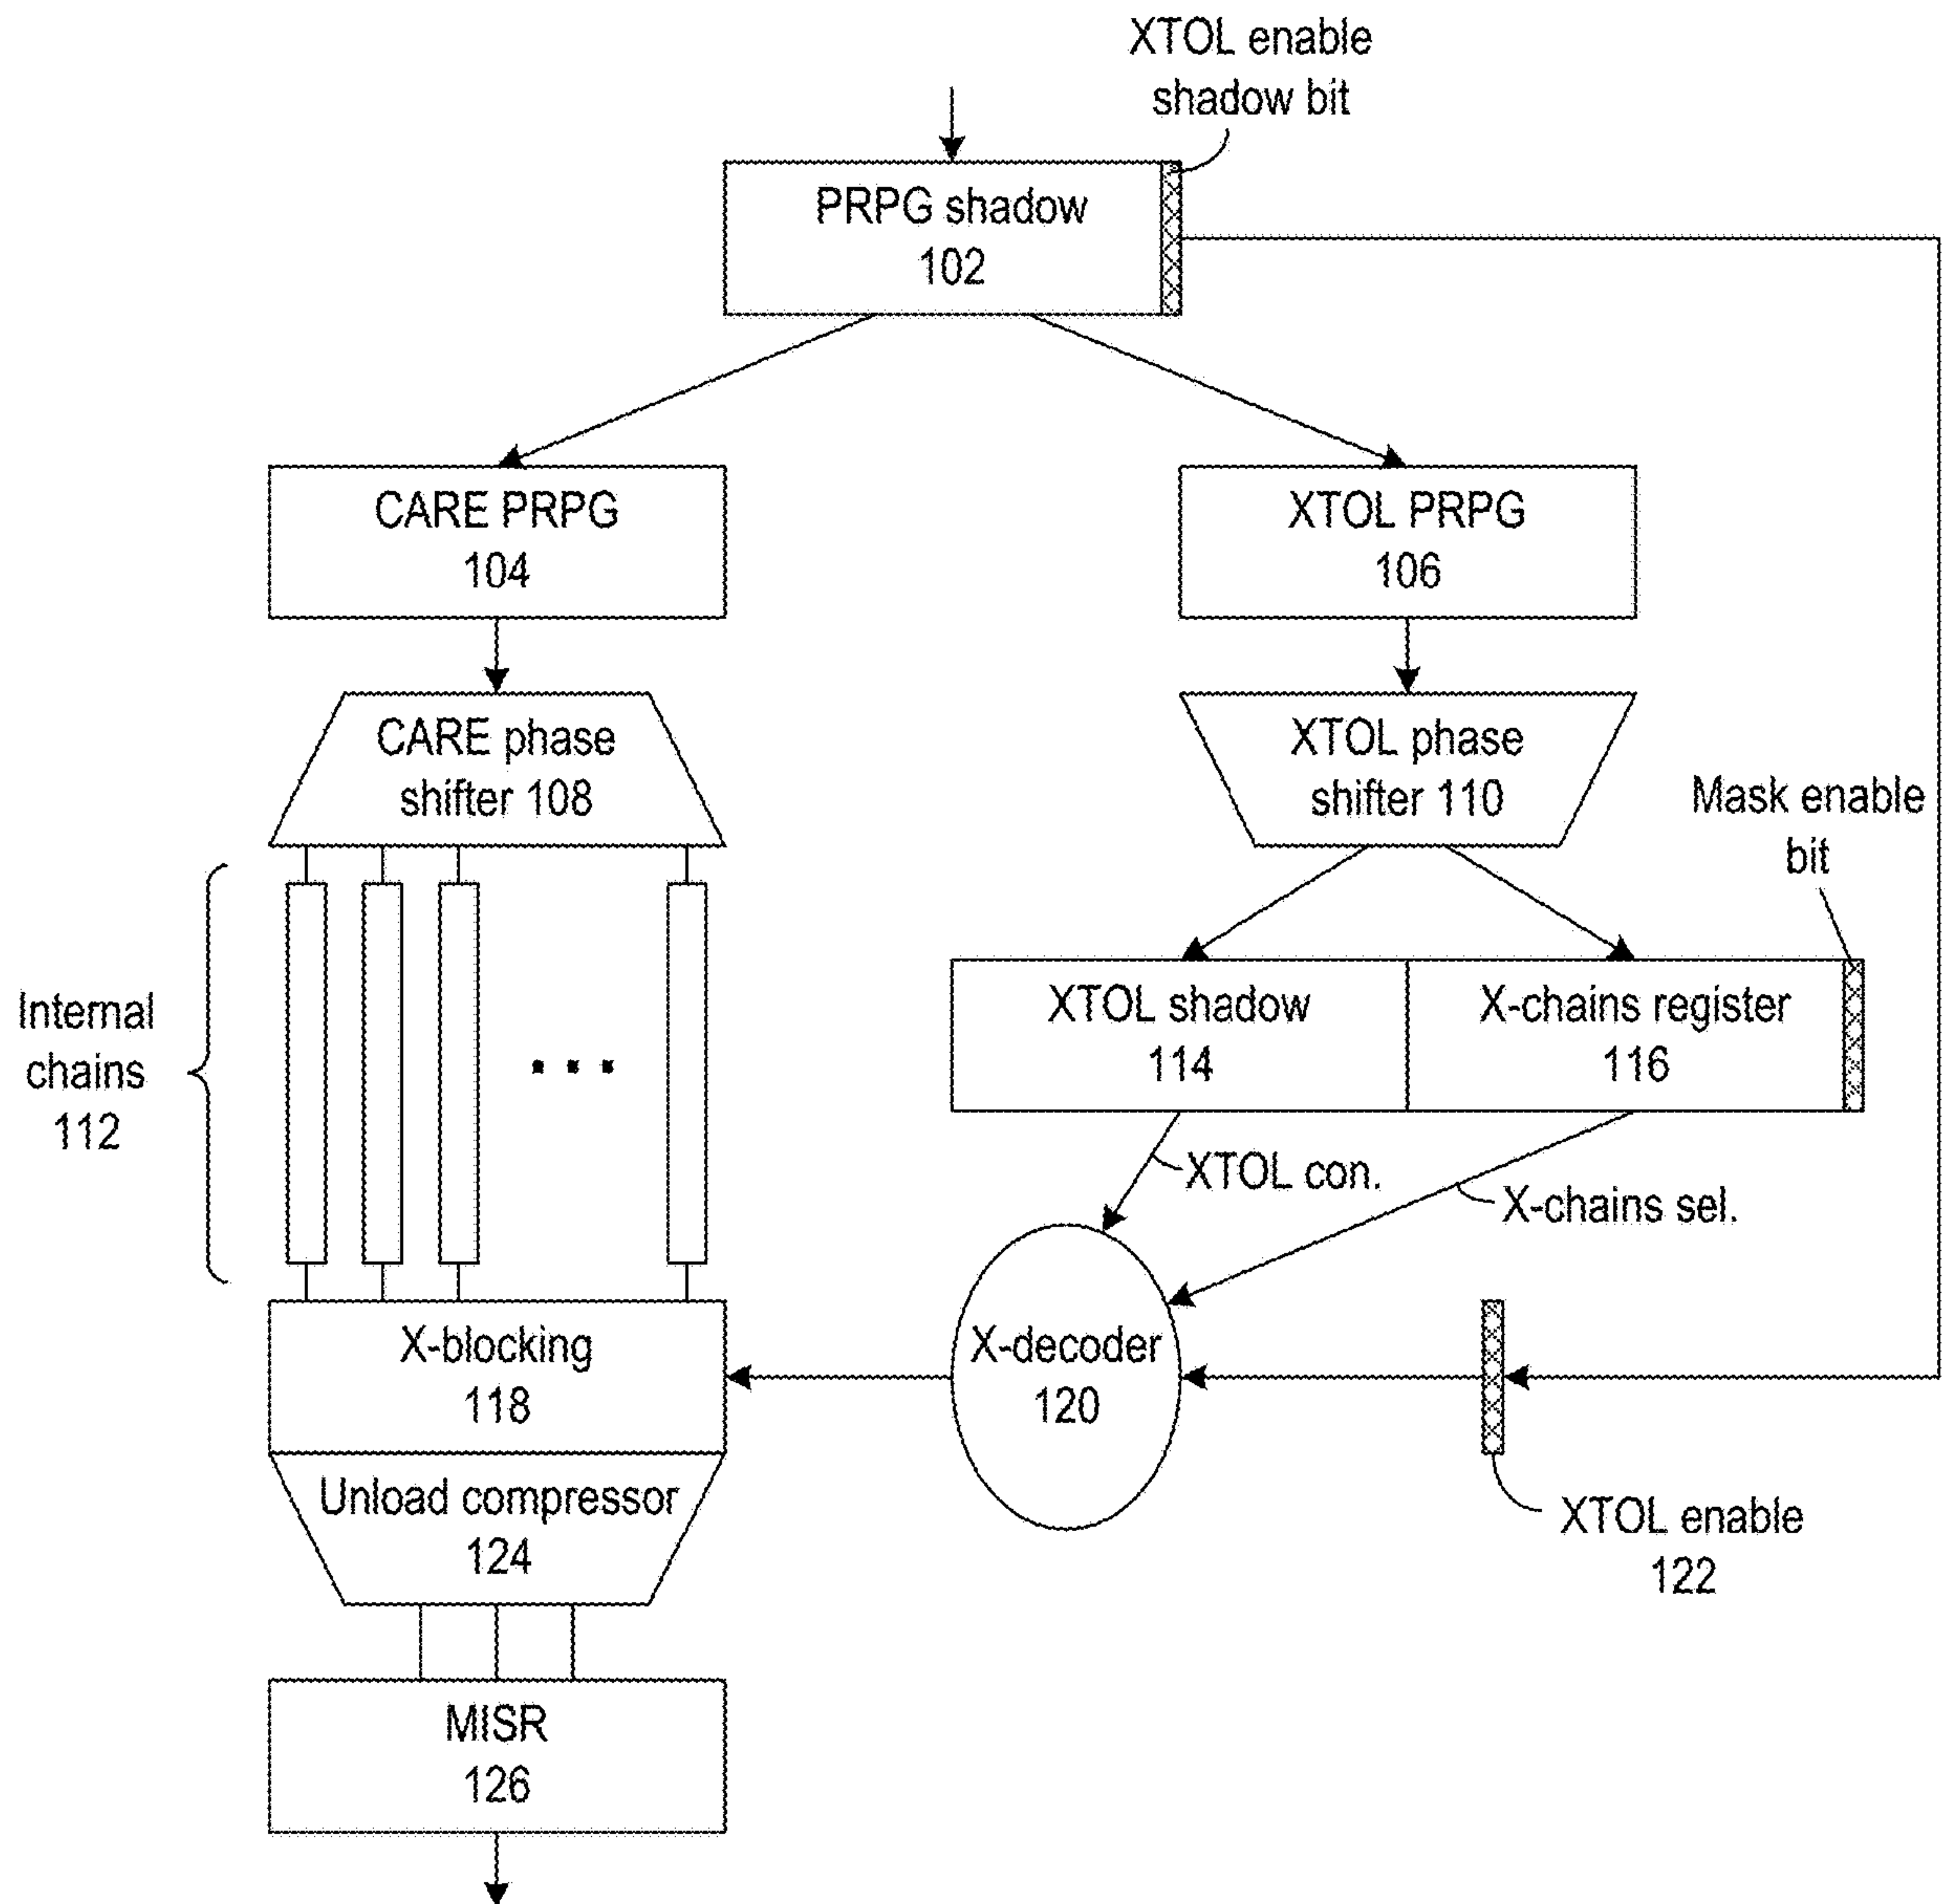 XTOL enable
shadow bit
PRPG shadow
102
CARE PRPG
104
XTOL PRPG
106
CARE phase
shifter 108
XTOL phase
shifter 110
Mask enable
bit
Internal
chains
112
XTOL shadow
114
X-chains register
116
XTOL con.
X-chains sel.
X-blocking
118
X-decoder
120
Unload compressor
124
XTOL enable
122
MISR
126